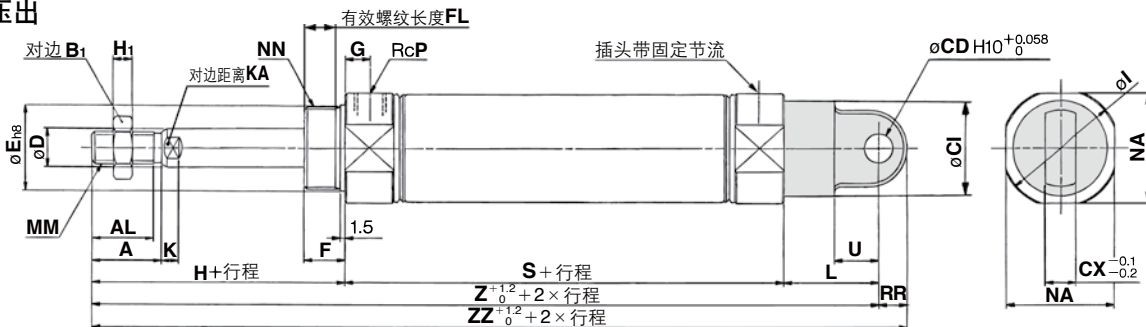 压出
有效螺纹长度FL
对边 B1
H1
NN
G
RcP
插头带固定节流
øCD H10 +0.058 0
对边距离KA
øI
øEh8
øD
øCI
NA
MM
AL
1.5
A
K
F
U
H+行程
S+行程
L
CX -0.1 -0.2
Z +1.2 0 +2×行程
RR
NA
ZZ +1.2 0 +2×行程